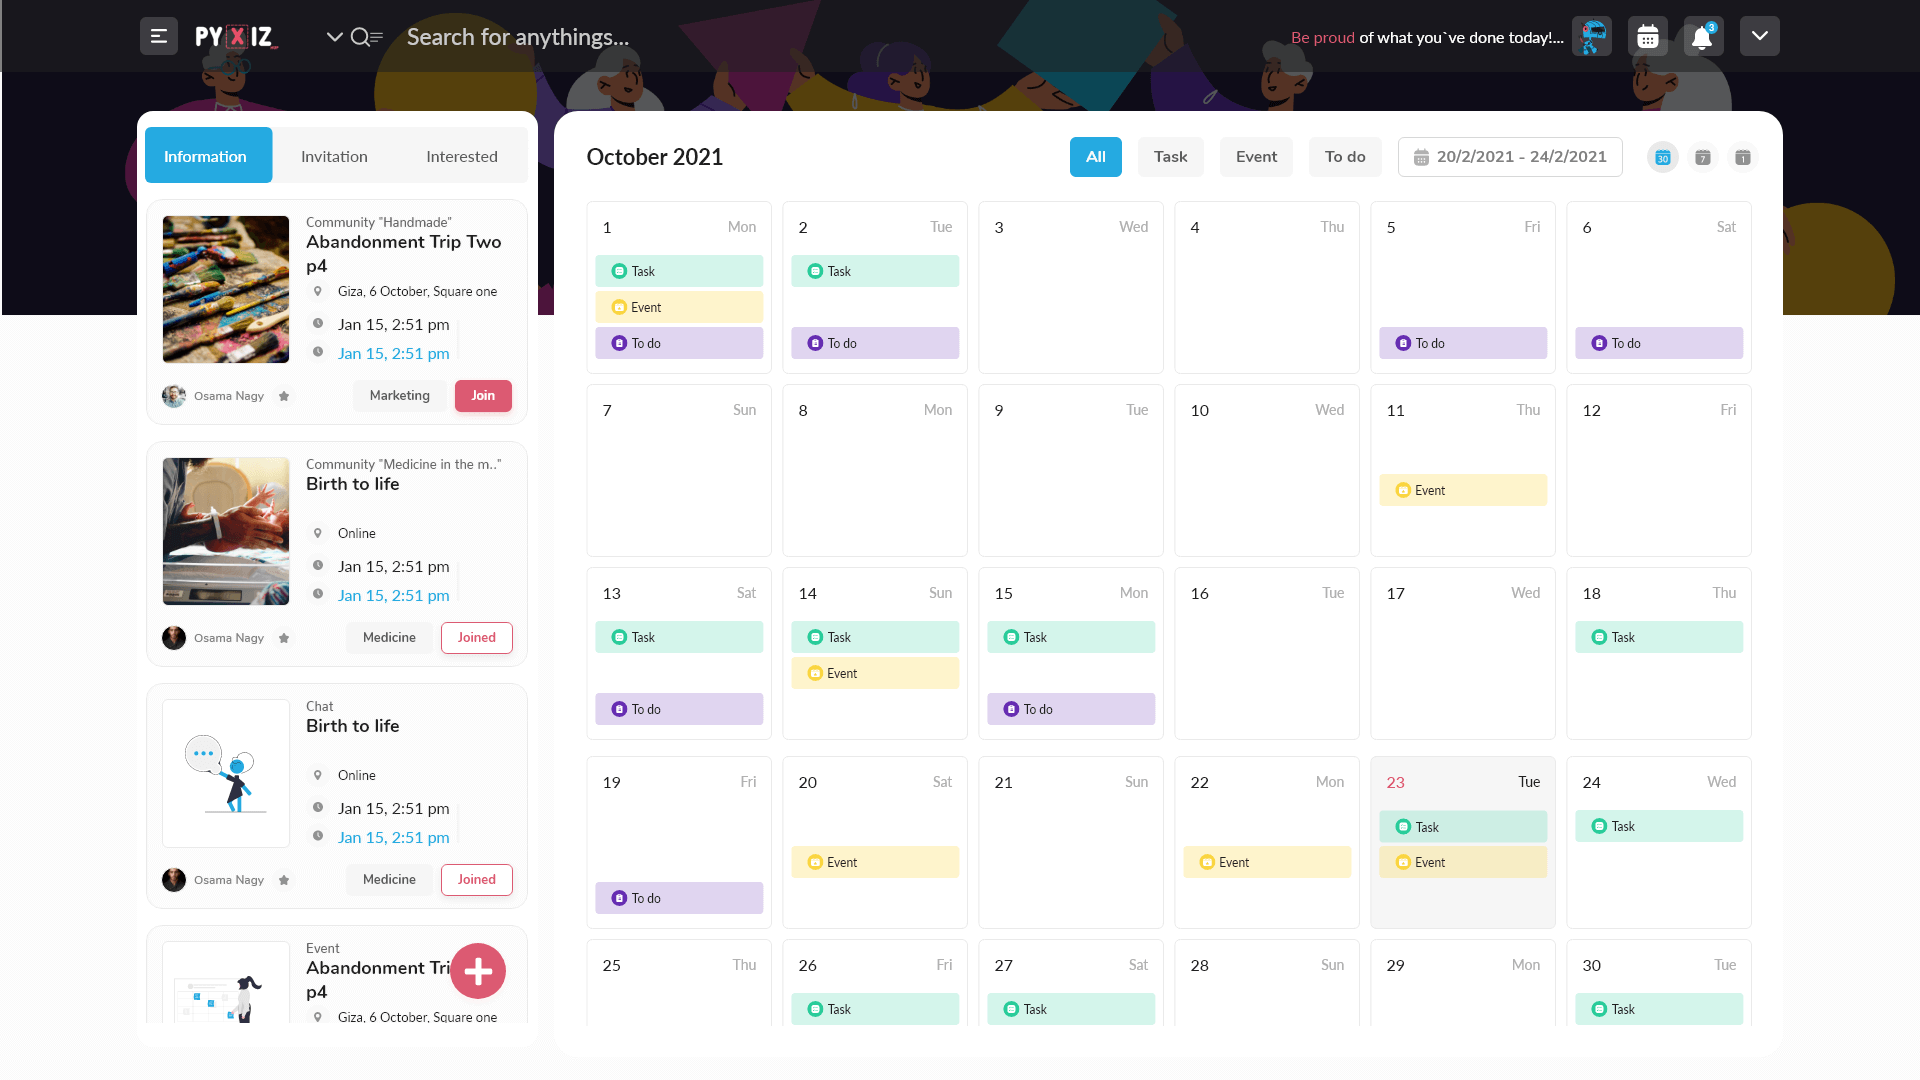 PYXIZ
Search for anythings...
Be proud of what you`ve done today!...
3
Information
Invitation
Interested
Community "Handmade"
Abandonment Trip Two
p4
Giza, 6 October, Square one
Jan 15, 2:51 pm
Jan 15, 2:51 pm
Osama Nagy
Marketing
Join
Community "Medicine in the m.."
Birth to life
Online
Jan 15, 2:51 pm
Jan 15, 2:51 pm
Osama Nagy
Medicine
Joined
Chat
Birth to life
Online
Jan 15, 2:51 pm
Jan 15, 2:51 pm
Osama Nagy
Medicine
Joined
Event
Abandonment Tri
p4
Giza, 6 October, Square one
October 2021
All
Task
Event
To do
20/2/2021 - 24/2/2021
30
7
1
1 Mon
Task
Event
To do
2 Tue
Task
To do
3 Wed
4 Thu
5 Fri
To do
6 Sat
To do
7 Sun
8 Mon
9 Tue
10 Wed
11 Thu
Event
12 Fri
13 Sat
Task
To do
14 Sun
Task
Event
15 Mon
Task
To do
16 Tue
17 Wed
18 Thu
Task
19 Fri
To do
20 Sat
Event
21 Sun
22 Mon
Event
23 Tue
Task
Event
24 Wed
Task
25 Thu
26 Fri
Task
27 Sat
Task
28 Sun
29 Mon
30 Tue
Task